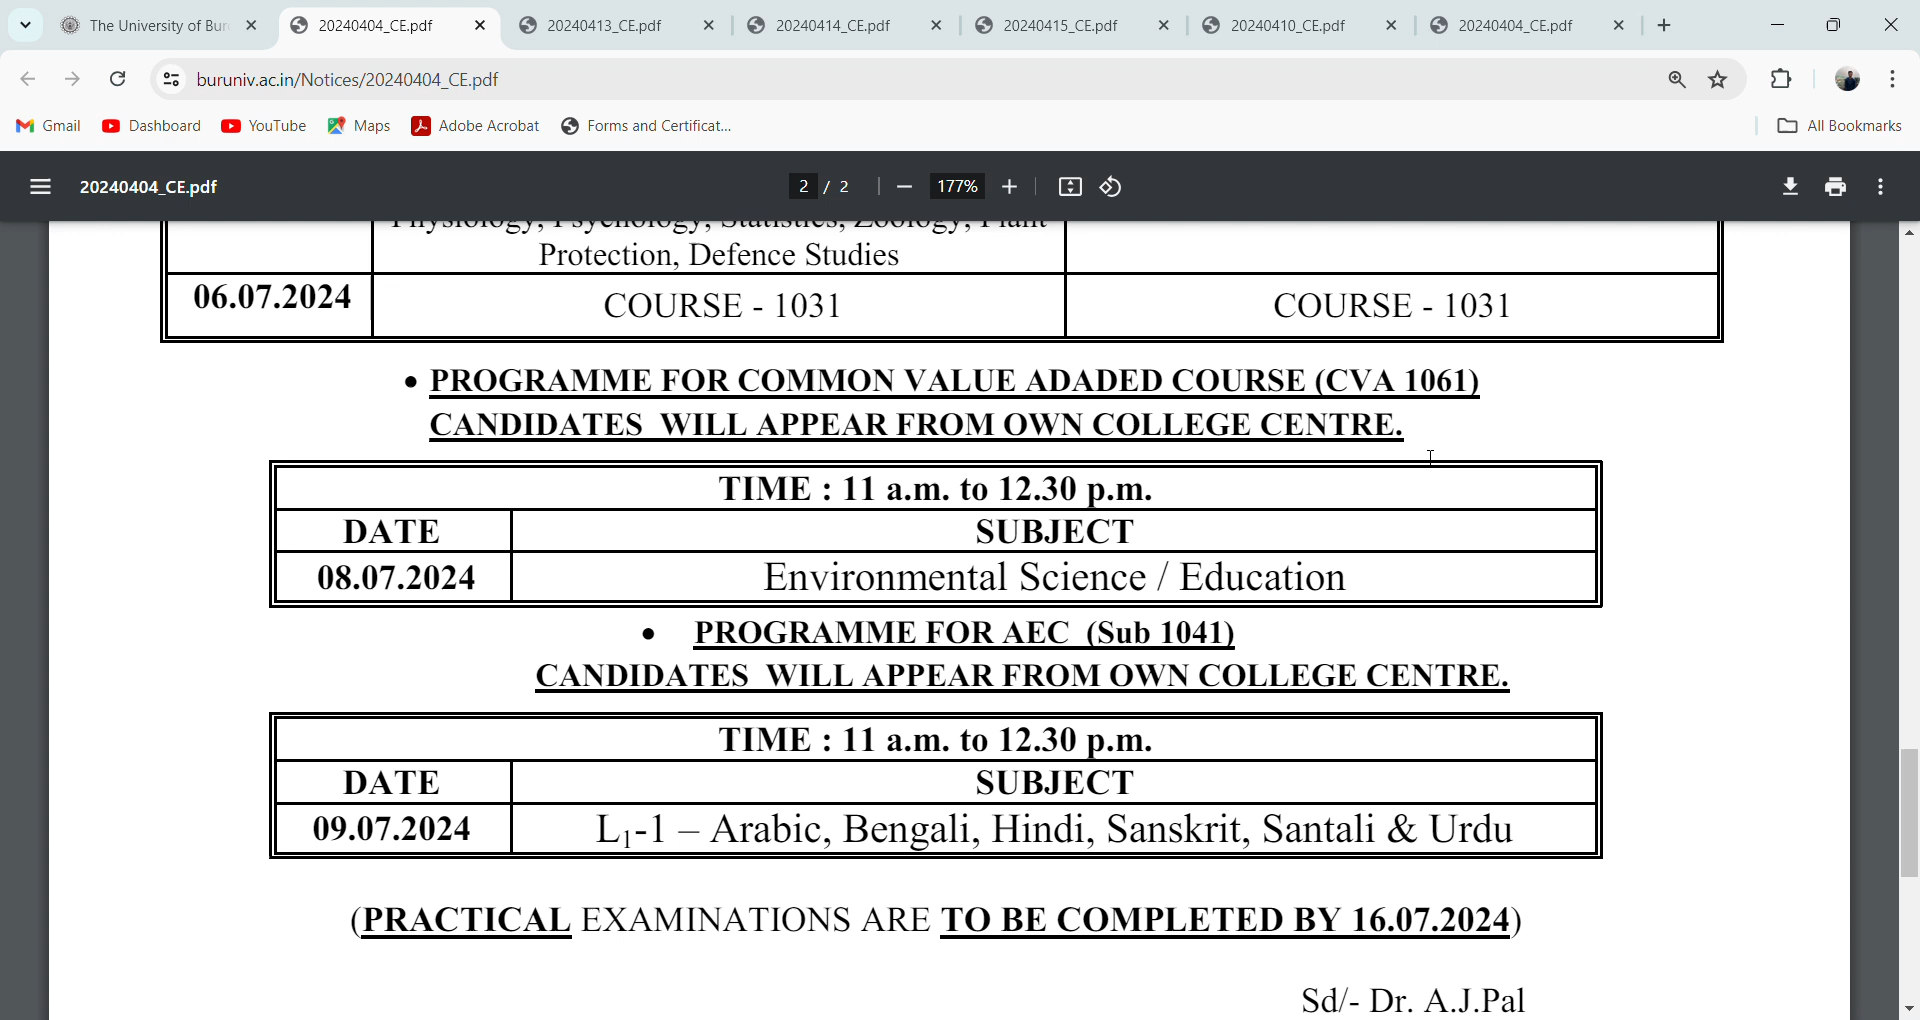 The University of Bur
20240404_CE.pdf
20240413_CE.pdf
20240414_CE.pdf
20240415_CE.pdf
20240410_CE.pdf
20240404_CE.pdf
buruniv.ac.in/Notices/20240404_CE.pdf
Gmail
Dashboard
YouTube
Maps
Adobe Acrobat
Forms and Certificat...
All Bookmarks
20240404_CE.pdf
2 / 2
177%
Physiology, Psychology, Statistics, Zoology, Plant
Protection, Defence Studies
06.07.2024 COURSE - 1031 COURSE - 1031
• PROGRAMME FOR COMMON VALUE ADADED COURSE (CVA 1061)
CANDIDATES WILL APPEAR FROM OWN COLLEGE CENTRE.
TIME : 11 a.m. to 12.30 p.m.
DATE SUBJECT
08.07.2024 Environmental Science / Education
• PROGRAMME FOR AEC (Sub 1041)
CANDIDATES WILL APPEAR FROM OWN COLLEGE CENTRE.
TIME : 11 a.m. to 12.30 p.m.
DATE SUBJECT
09.07.2024 L1-1 – Arabic, Bengali, Hindi, Sanskrit, Santali & Urdu
(PRACTICAL EXAMINATIONS ARE TO BE COMPLETED BY 16.07.2024)
Sd/- Dr. A.J.Pal